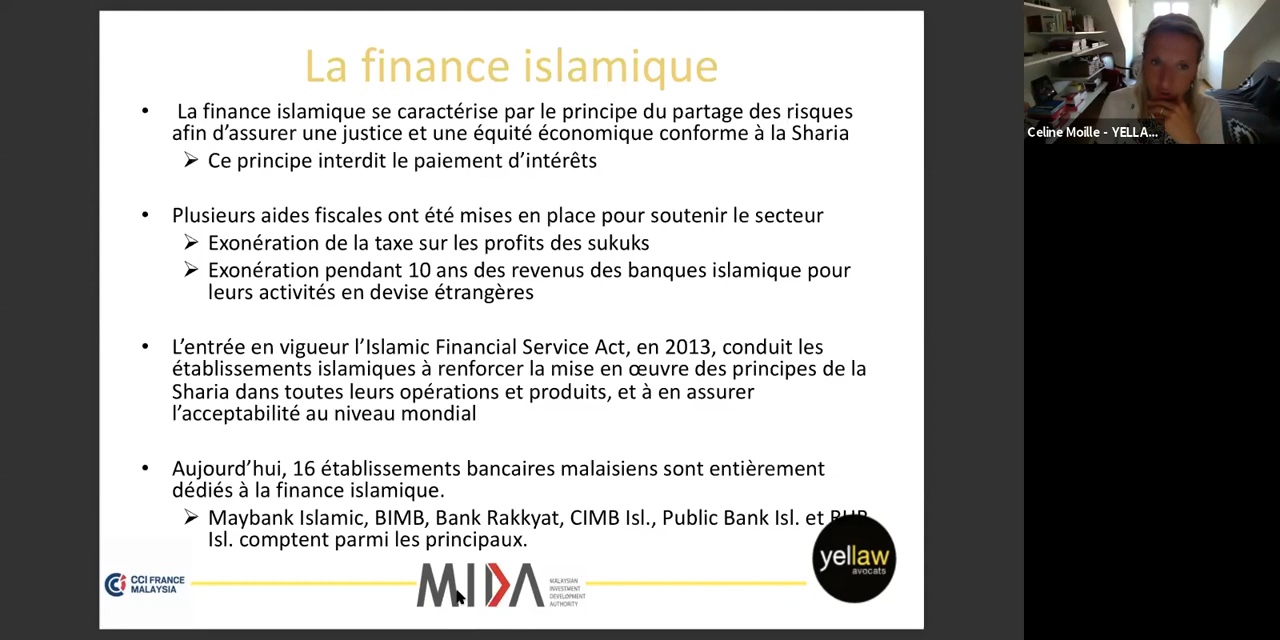 La finance islamique
• La finance islamique se caractérise par le principe du partage des risques
afin d'assurer une justice et une équité économique conforme à la Sharia
➢ Ce principe interdit le paiement d'intérêts
• Plusieurs aides fiscales ont été mises en place pour soutenir le secteur
➢ Exonération de la taxe sur les profits des sukuks
➢ Exonération pendant 10 ans des revenus des banques islamique pour
leurs activités en devise étrangères
• L'entrée en vigueur l'Islamic Financial Service Act, en 2013, conduit les
établissements islamiques à renforcer la mise en œuvre des principes de la
Sharia dans toutes leurs opérations et produits, et à en assurer
l'acceptabilité au niveau mondial
• Aujourd'hui, 16 établissements bancaires malaisiens sont entièrement
dédiés à la finance islamique.
➢ Maybank Islamic, BIMB, Bank Rakkyat, CIMB Isl., Public Bank Isl. et
Isl. comptent parmi les principaux.
CCI FRANCE
MALAYSIA
MIDA
MALAYSIAN
INVESTMENT
DEVELOPMENT
AUTHORITY
yellaw
avocats
Celine Moille - YELLA...